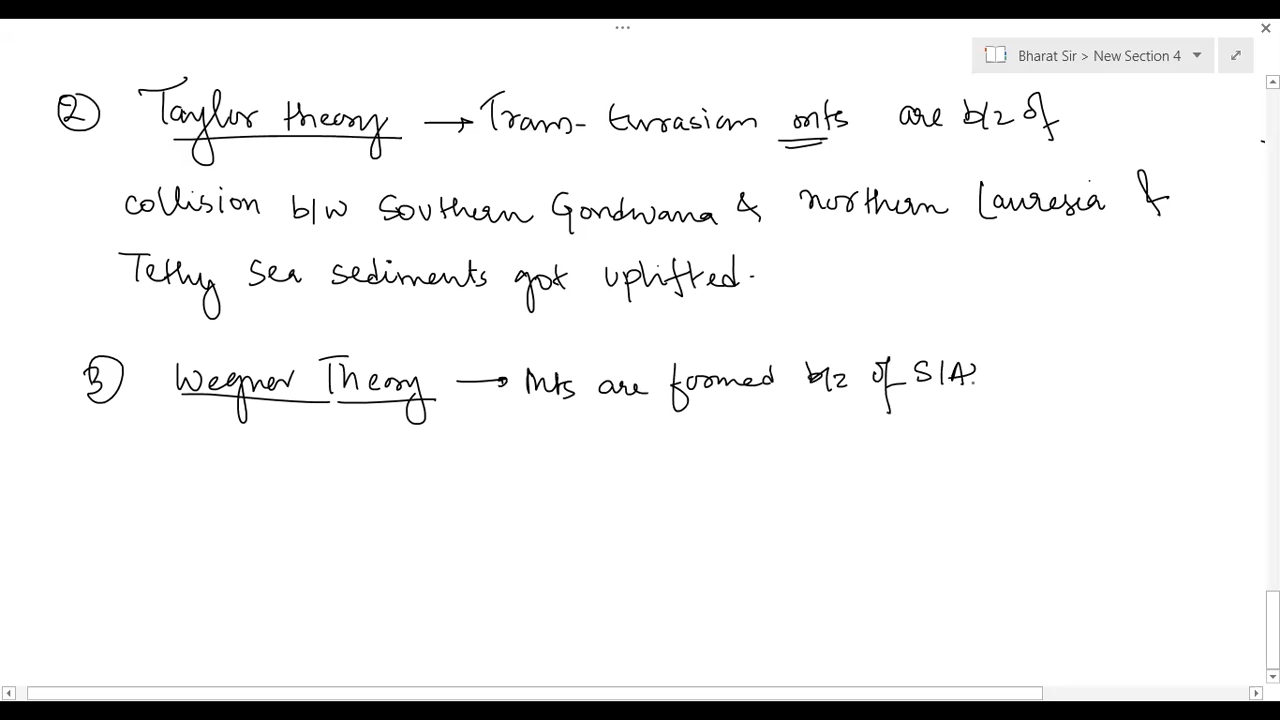 Bharat Sir > New Section 4
② Taylor theory → Trans-Eurasian mts are b/z of
collision b/w Southern Gondwana & northern Lauresia &
Tethy Sea sediments got uplifted.
③ Wegner Theory → Mts are formed b/z of SIA